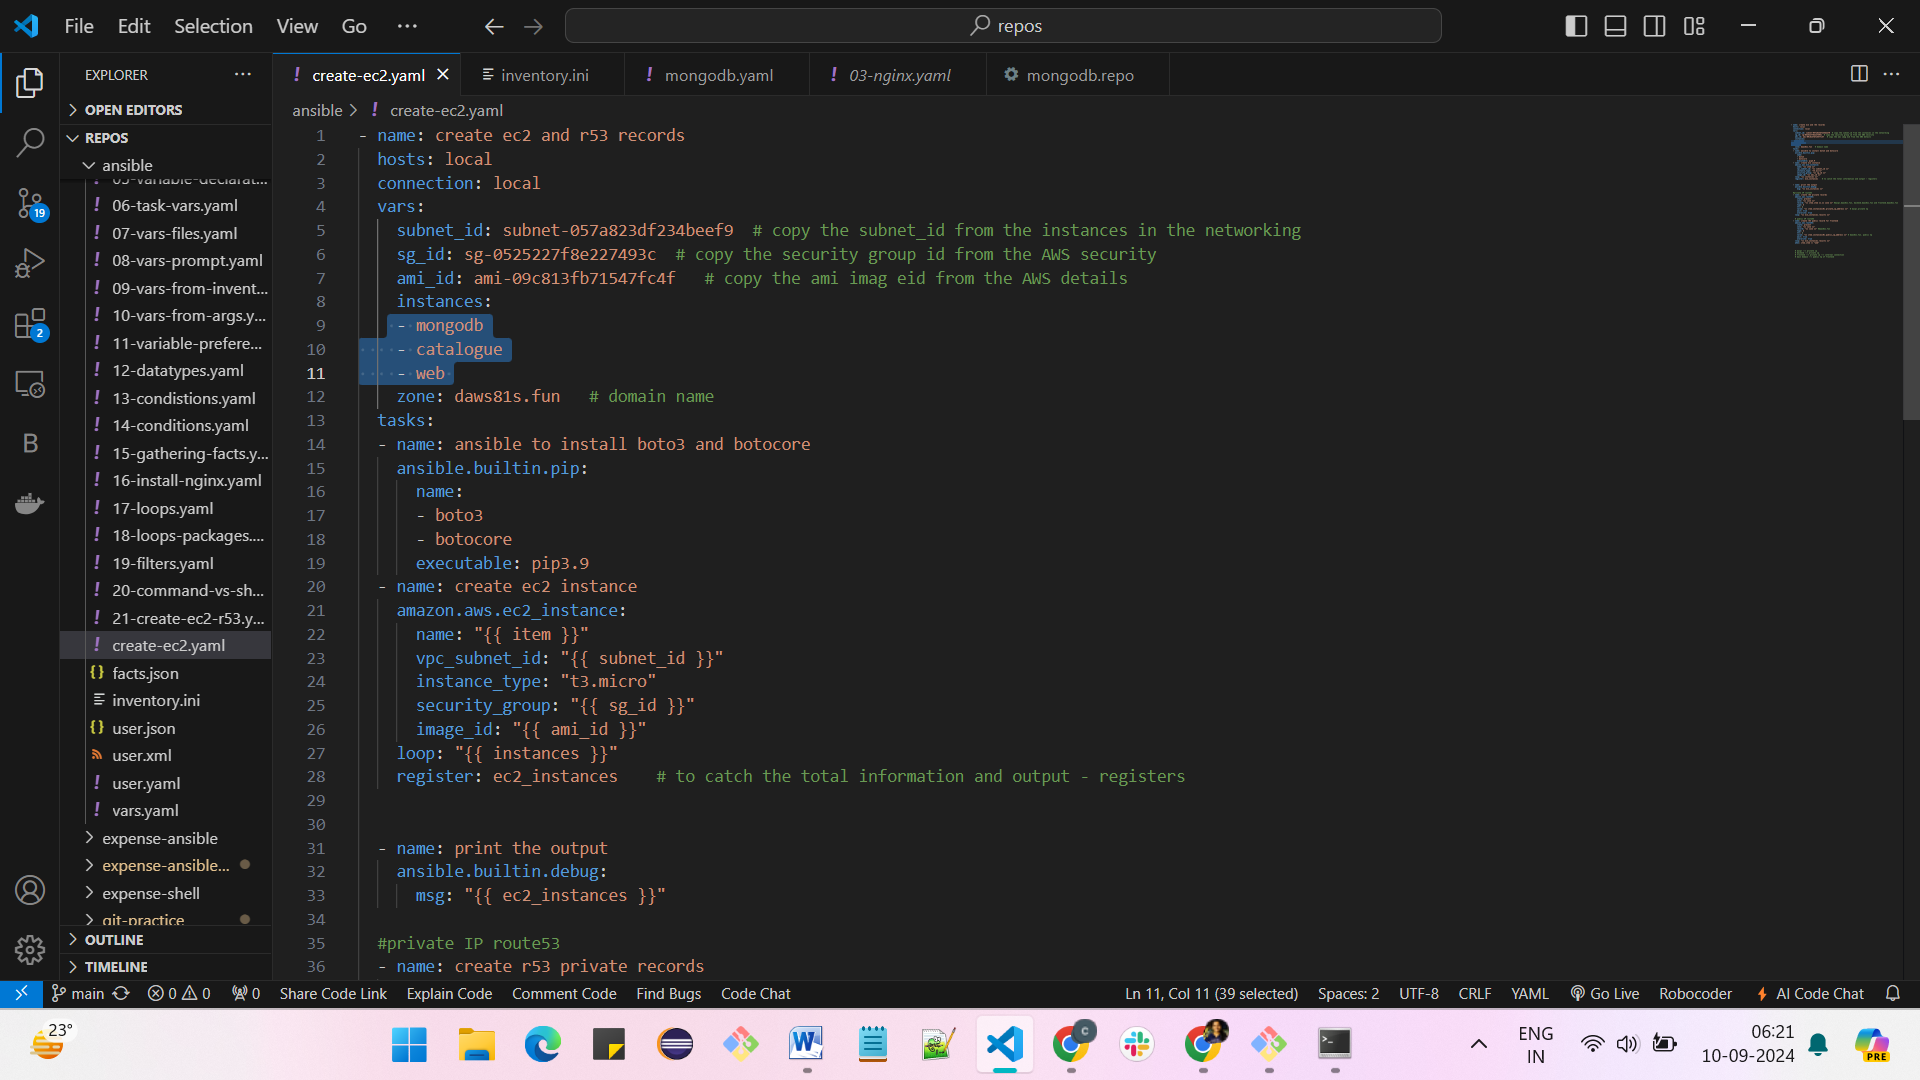 File Edit Selection View Go ··· repos
EXPLORER ···
OPEN EDITORS
REPOS
ansible
06-task-vars.yaml
07-vars-files.yaml
08-vars-prompt.yaml
09-vars-from-invent...
10-vars-from-args.y...
11-variable-prefere...
12-datatypes.yaml
13-condistions.yaml
14-conditions.yaml
15-gathering-facts.y...
16-install-nginx.yaml
17-loops.yaml
18-loops-packages....
19-filters.yaml
20-command-vs-sh...
21-create-ec2-r53.y...
create-ec2.yaml
facts.json
inventory.ini
user.json
user.xml
user.yaml
vars.yaml
expense-ansible
expense-ansible...
expense-shell
git-practice
OUTLINE
TIMELINE
19
2
B
! create-ec2.yaml inventory.ini ! mongodb.yaml ! 03-nginx.yaml mongodb.repo ···
ansible > ! create-ec2.yaml
1 - name: create ec2 and r53 records
2 hosts: local
3 connection: local
4 vars:
5 subnet_id: subnet-057a823df234beef9 # copy the subnet_id from the instances in the networking
6 sg_id: sg-0525227f8e227493c # copy the security group id from the AWS security
7 ami_id: ami-09c813fb71547fc4f # copy the ami imag eid from the AWS details
8 instances:
9 - mongodb
10 - catalogue
11 - web
12 zone: daws81s.fun # domain name
13 tasks:
14 - name: ansible to install boto3 and botocore
15 ansible.builtin.pip:
16 name:
17 - boto3
18 - botocore
19 executable: pip3.9
20 - name: create ec2 instance
21 amazon.aws.ec2_instance:
22 name: "{{ item }}"
23 vpc_subnet_id: "{{ subnet_id }}"
24 instance_type: "t3.micro"
25 security_group: "{{ sg_id }}"
26 image_id: "{{ ami_id }}"
27 loop: "{{ instances }}"
28 register: ec2_instances # to catch the total information and output - registers
29
30
31 - name: print the output
32 ansible.builtin.debug:
33 msg: "{{ ec2_instances }}"
34
35 #private IP route53
36 - name: create r53 private records
main 0 0 0 Share Code Link Explain Code Comment Code Find Bugs Code Chat Ln 11, Col 11 (39 selected) Spaces: 2 UTF-8 CRLF YAML Go Live Robocoder AI Code Chat
23° ENG 06:21
IN 10-09-2024 PRE